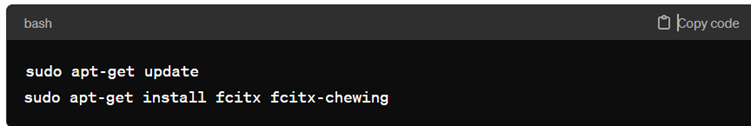 bash
Copy code
sudo apt-get update
sudo apt-get install fcitx fcitx-chewing